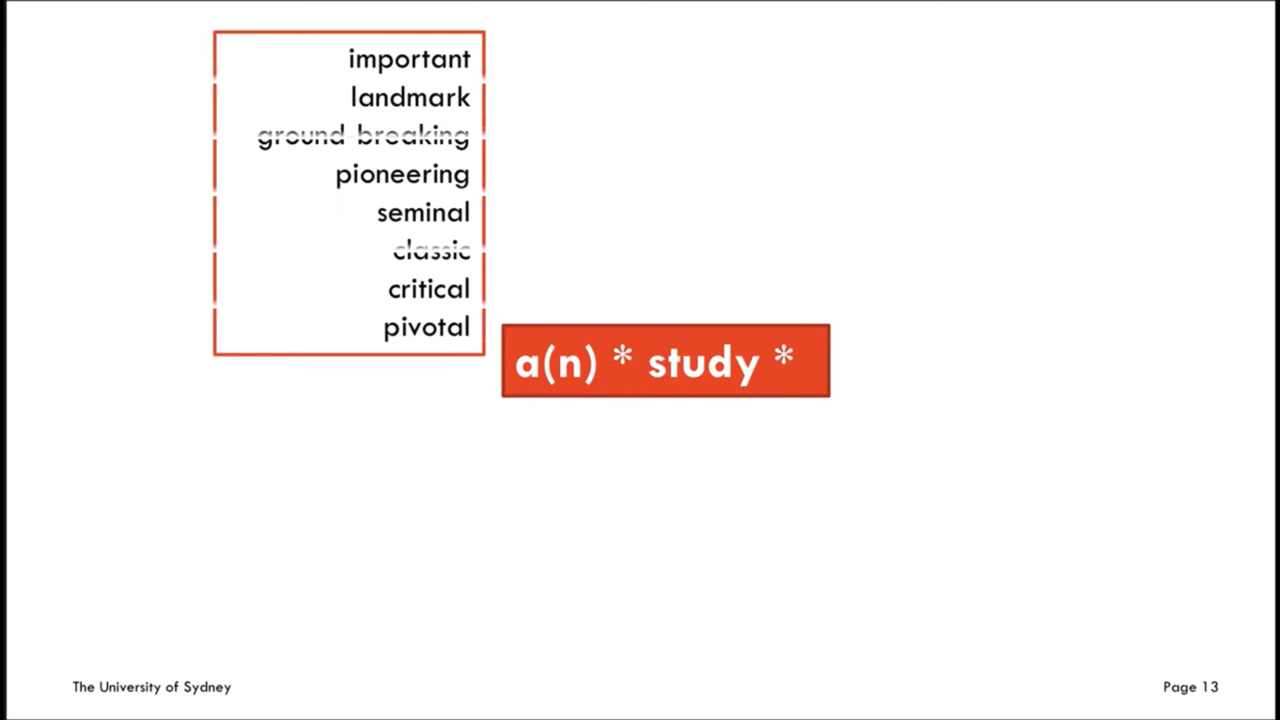 important
landmark
ground-breaking
pioneering
seminal
classic
critical
pivotal
a(n) * study *
The University of Sydney
Page 13